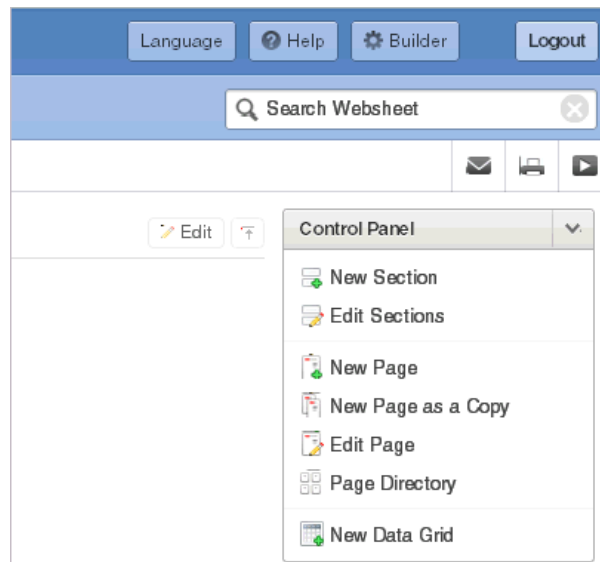 Language Help Builder Logout
Search Websheet
Edit
Control Panel
New Section
Edit Sections
New Page
New Page as a Copy
Edit Page
Page Directory
New Data Grid